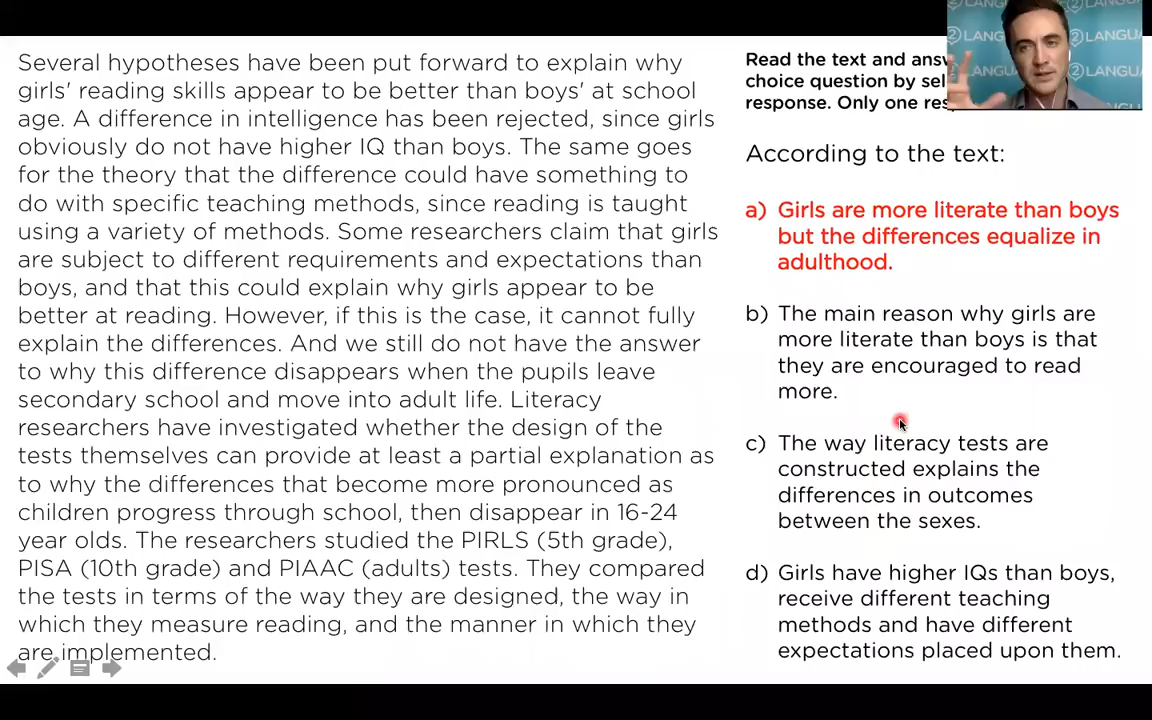 Several hypotheses have been put forward to explain why
girls' reading skills appear to be better than boys' at school
age. A difference in intelligence has been rejected, since girls
obviously do not have higher IQ than boys. The same goes
for the theory that the difference could have something to
do with specific teaching methods, since reading is taught
using a variety of methods. Some researchers claim that girls
are subject to different requirements and expectations than
boys, and that this could explain why girls appear to be
better at reading. However, if this is the case, it cannot fully
explain the differences. And we still do not have the answer
to why this difference disappears when the pupils leave
secondary school and move into adult life. Literacy
researchers have investigated whether the design of the
tests themselves can provide at least a partial explanation as
to why the differences that become more pronounced as
children progress through school, then disappear in 16-24
year olds. The researchers studied the PIRLS (5th grade),
PISA (10th grade) and PIAAC (adults) tests. They compared
the tests in terms of the way they are designed, the way in
which they measure reading, and the manner in which they
are implemented.
Read the text and
choice question by
response. Only one
According to the text:
a) Girls are more literate than boys
but the differences equalize in
adulthood.
b) The main reason why girls are
more literate than boys is that
they are encouraged to read
more.
c) The way literacy tests are
constructed explains the
differences in outcomes
between the sexes.
d) Girls have higher IQs than boys,
receive different teaching
methods and have different
expectations placed upon them.